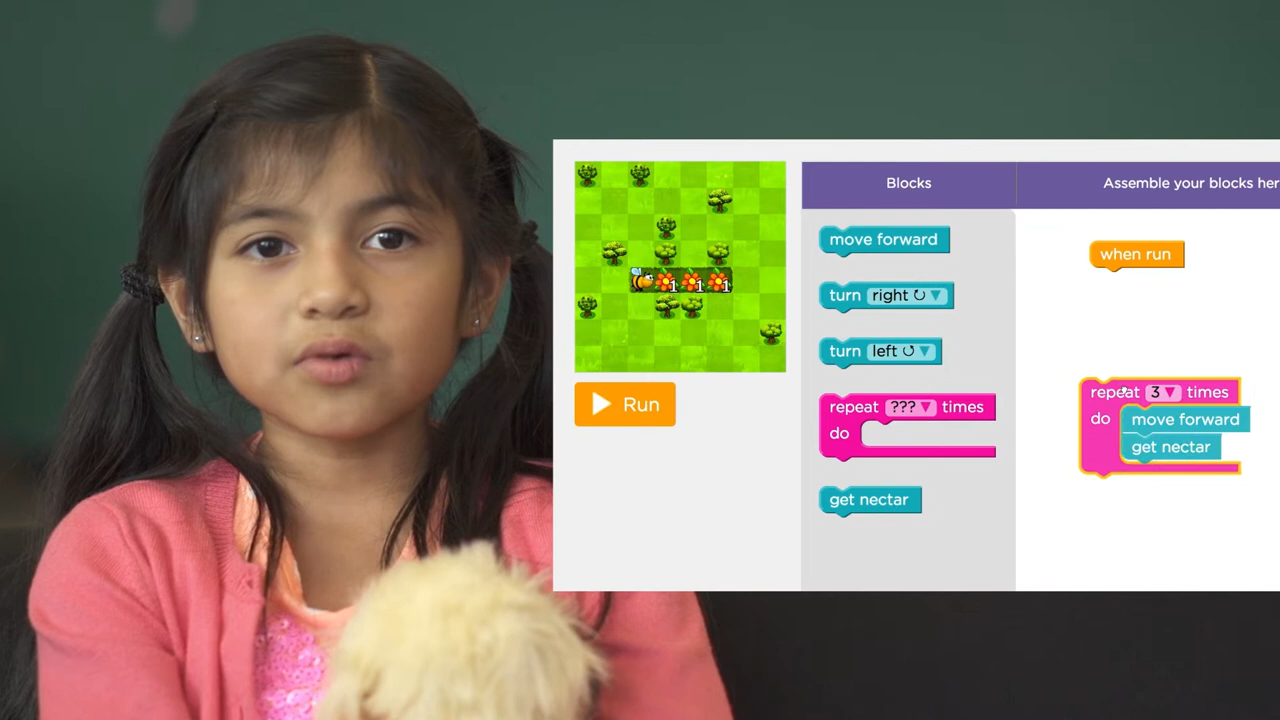 Blocks
Assemble your blocks her
move forward
when run
turn right ↻ ▼
turn left ↺ ▼
1 1 1
Run
repeat ??? ▼ times
do
get nectar
repeat 3 ▼ times
do move forward
get nectar